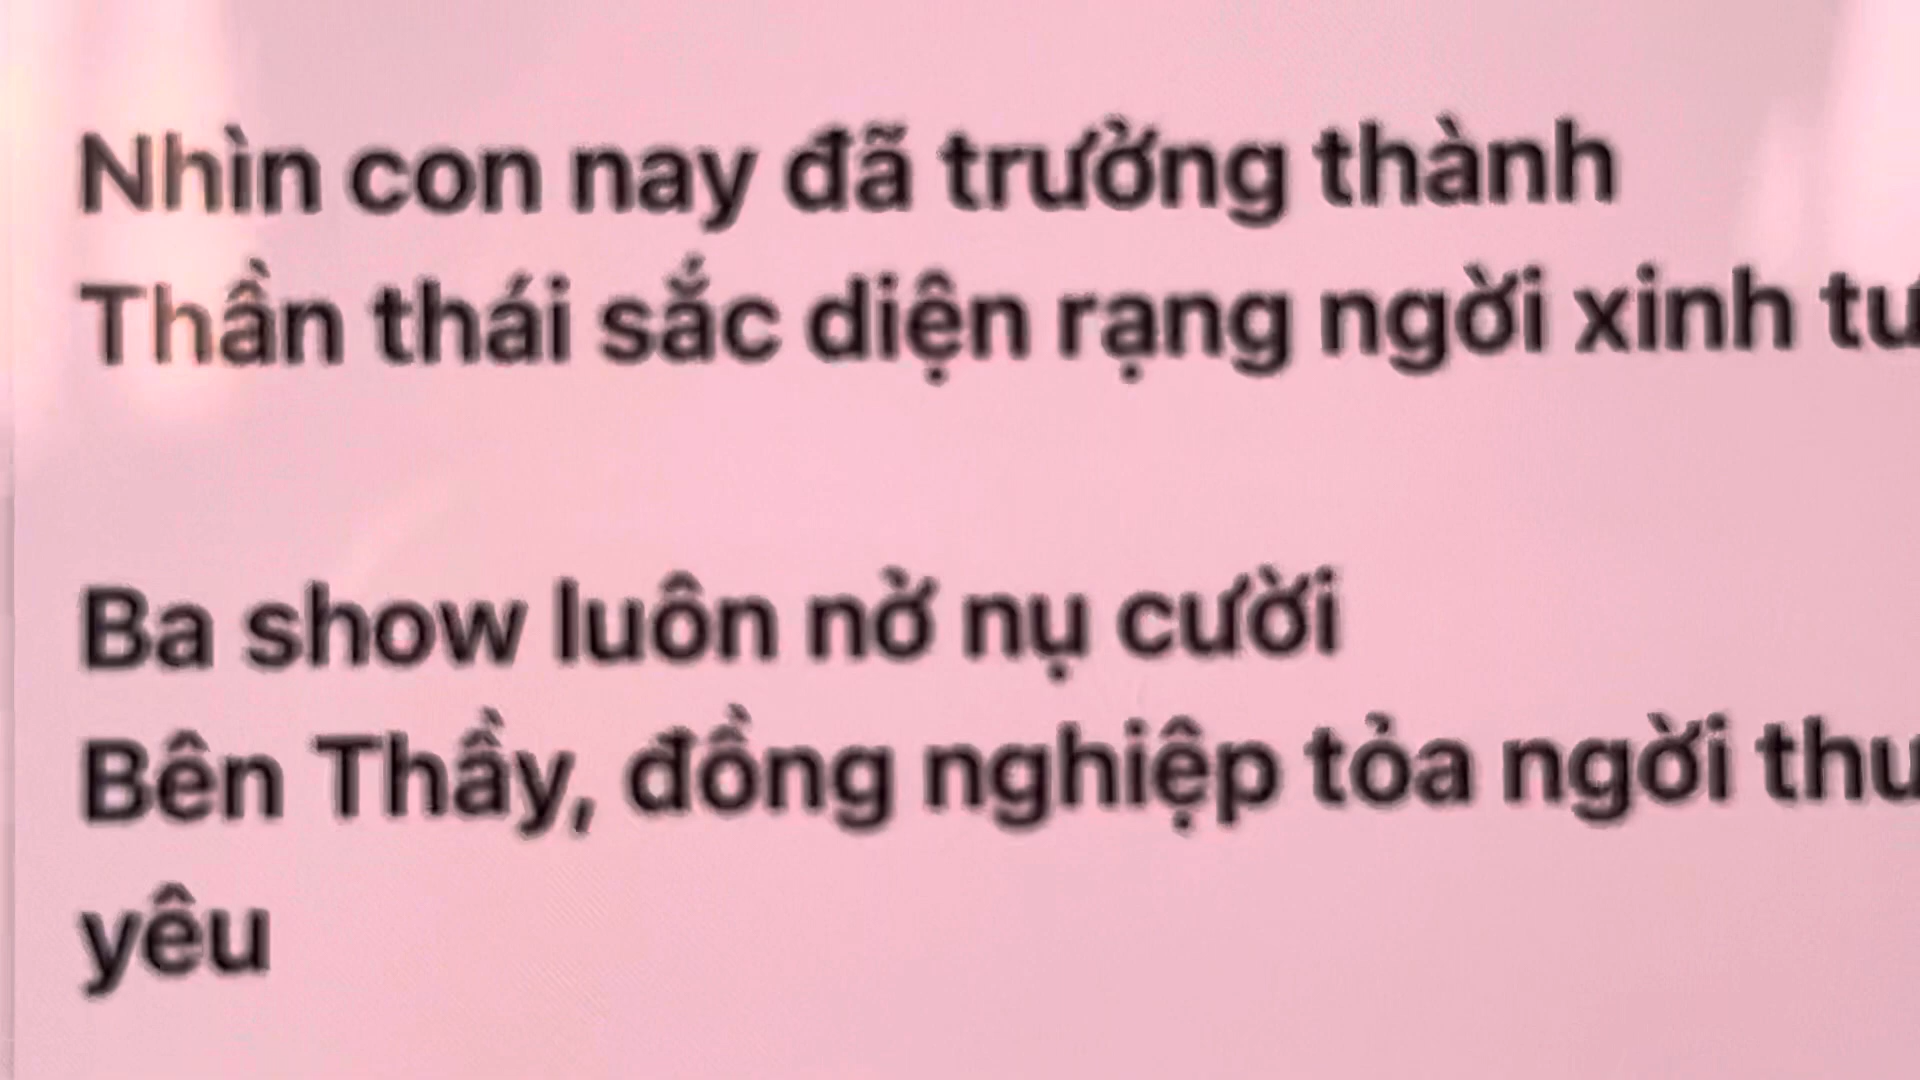 Nhìn con nay đã trưởng thành
Thần thái sắc diện rạng ngời xinh
Ba show luôn nở nụ cười
Bên Thầy, đồng nghiệp tỏa ngời
yêu